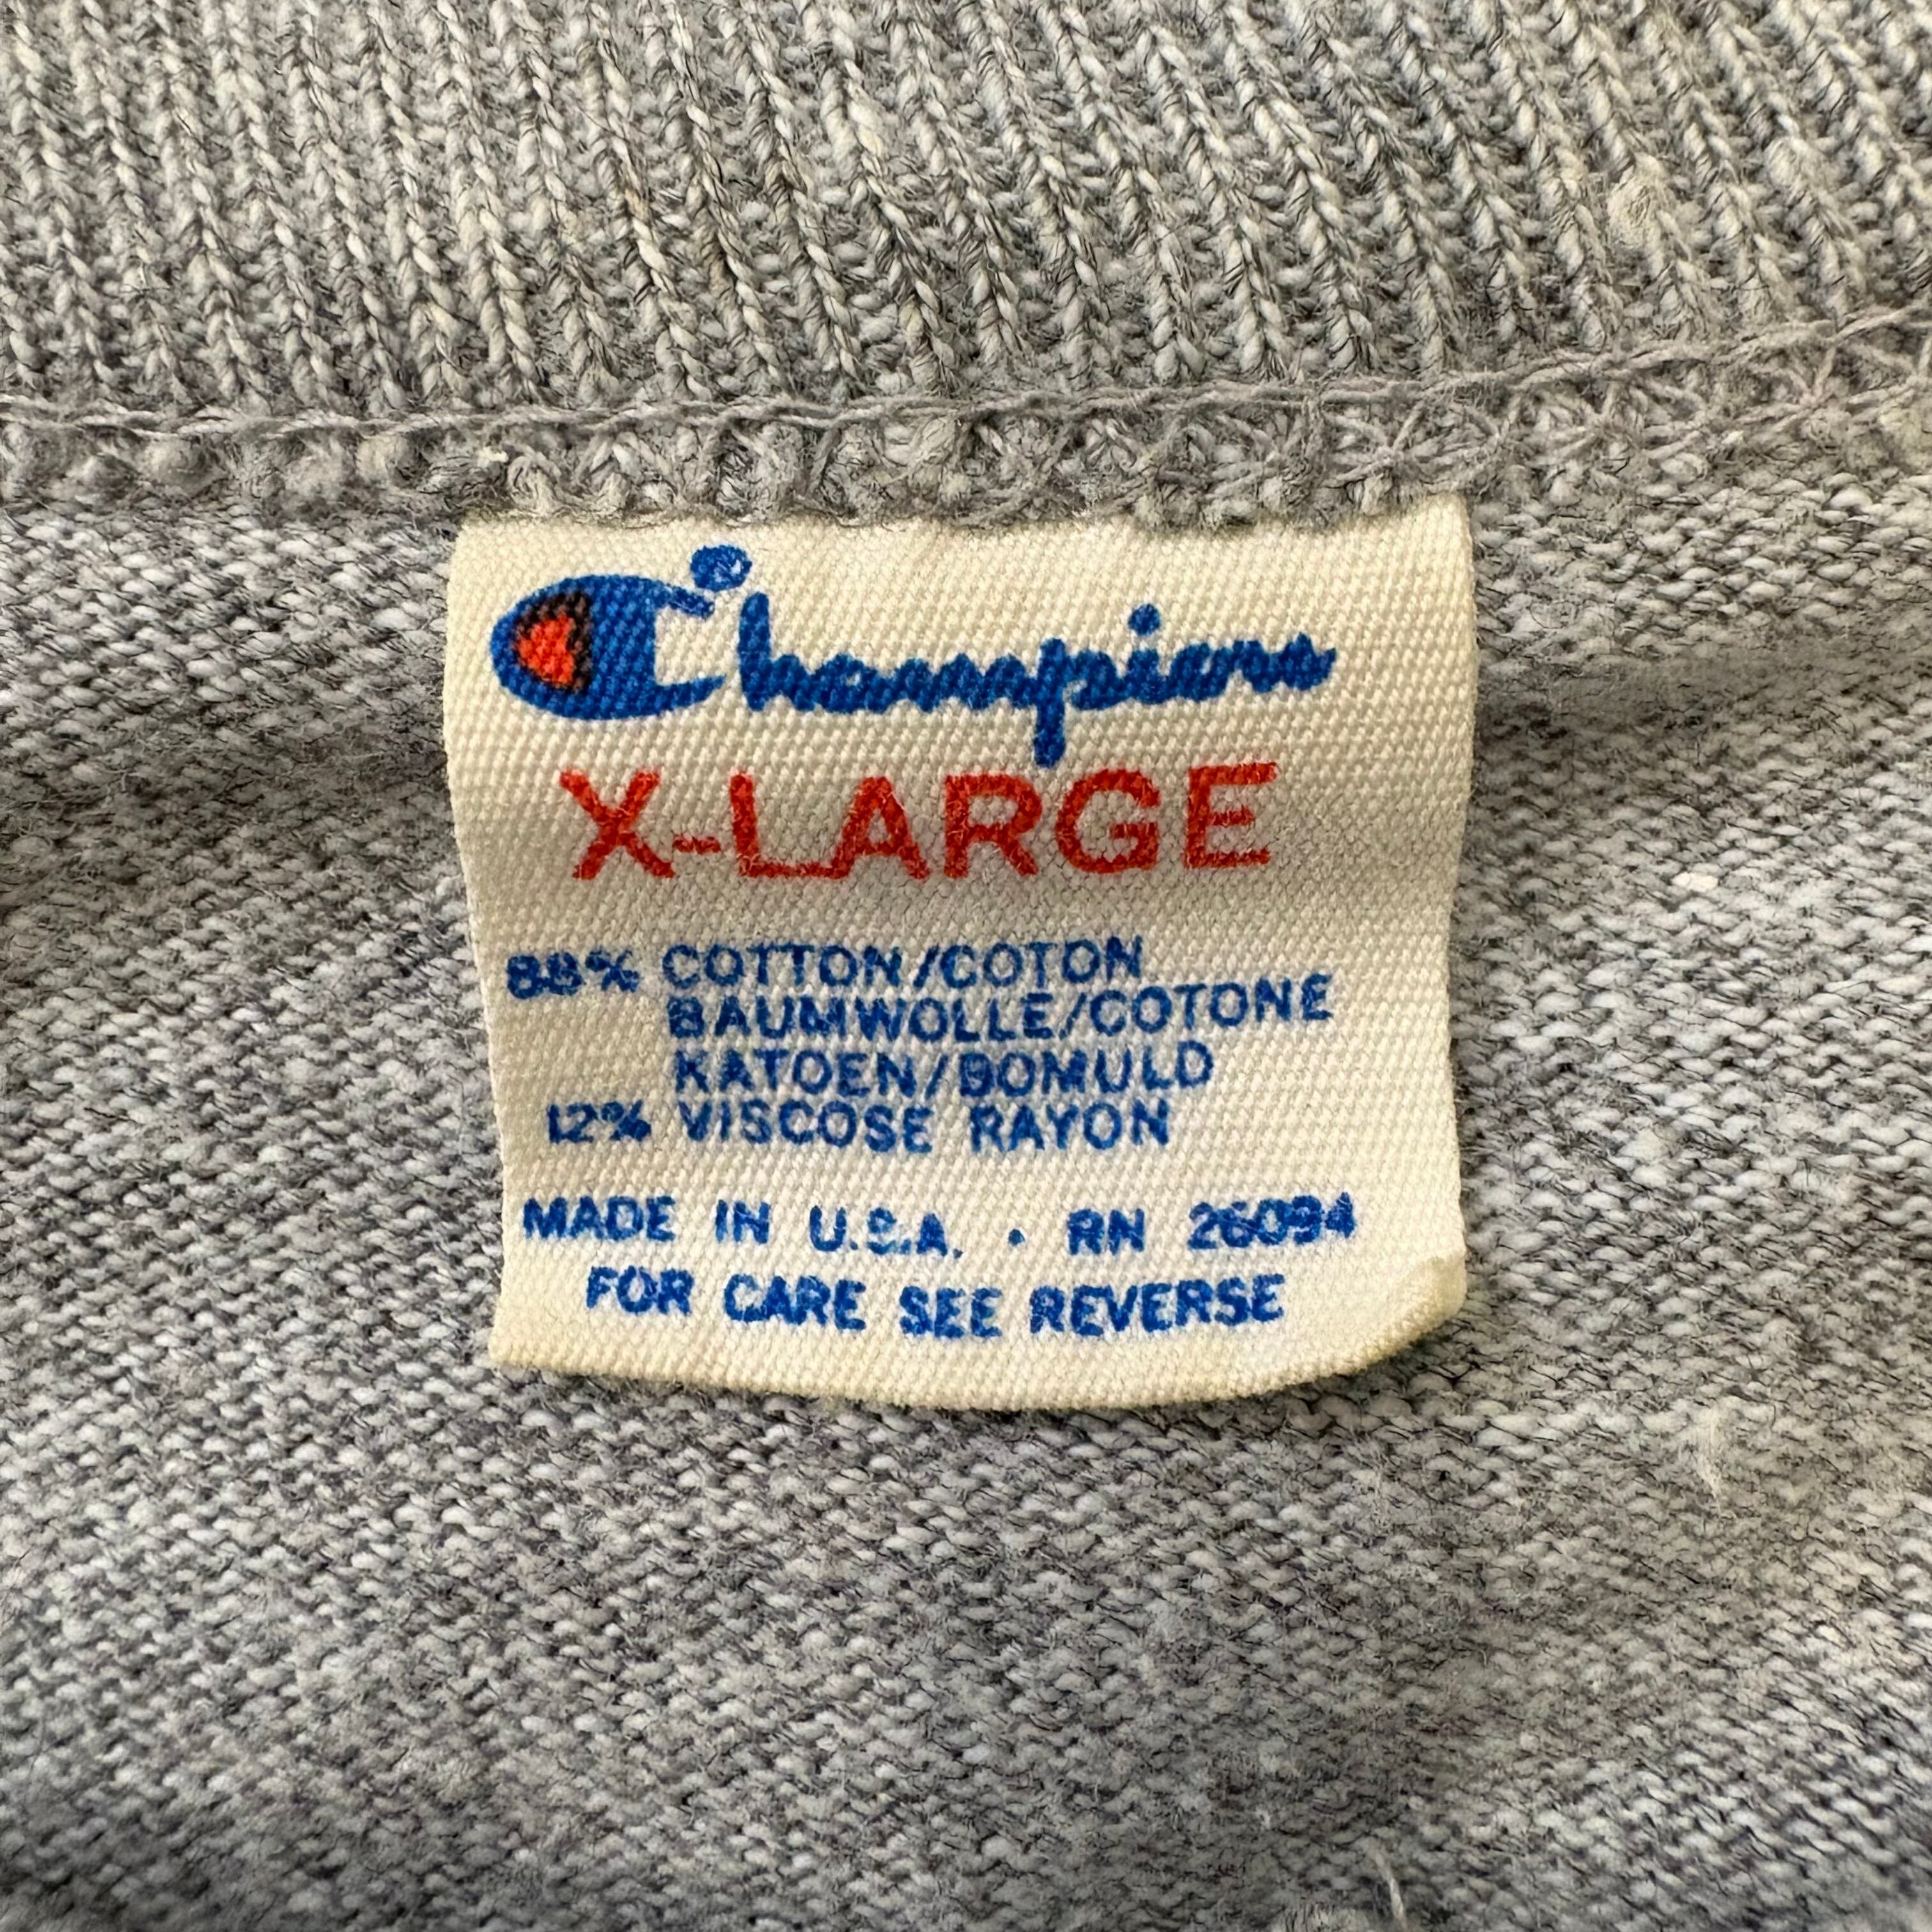 Champion
X-LARGE
88% COTTON/COTON
BAUMWOLLE/COTONE
KATOEN/BOMULD
12% VISCOSE RAYON
MADE IN U.S.A. · RN 26094
FOR CARE SEE REVERSE